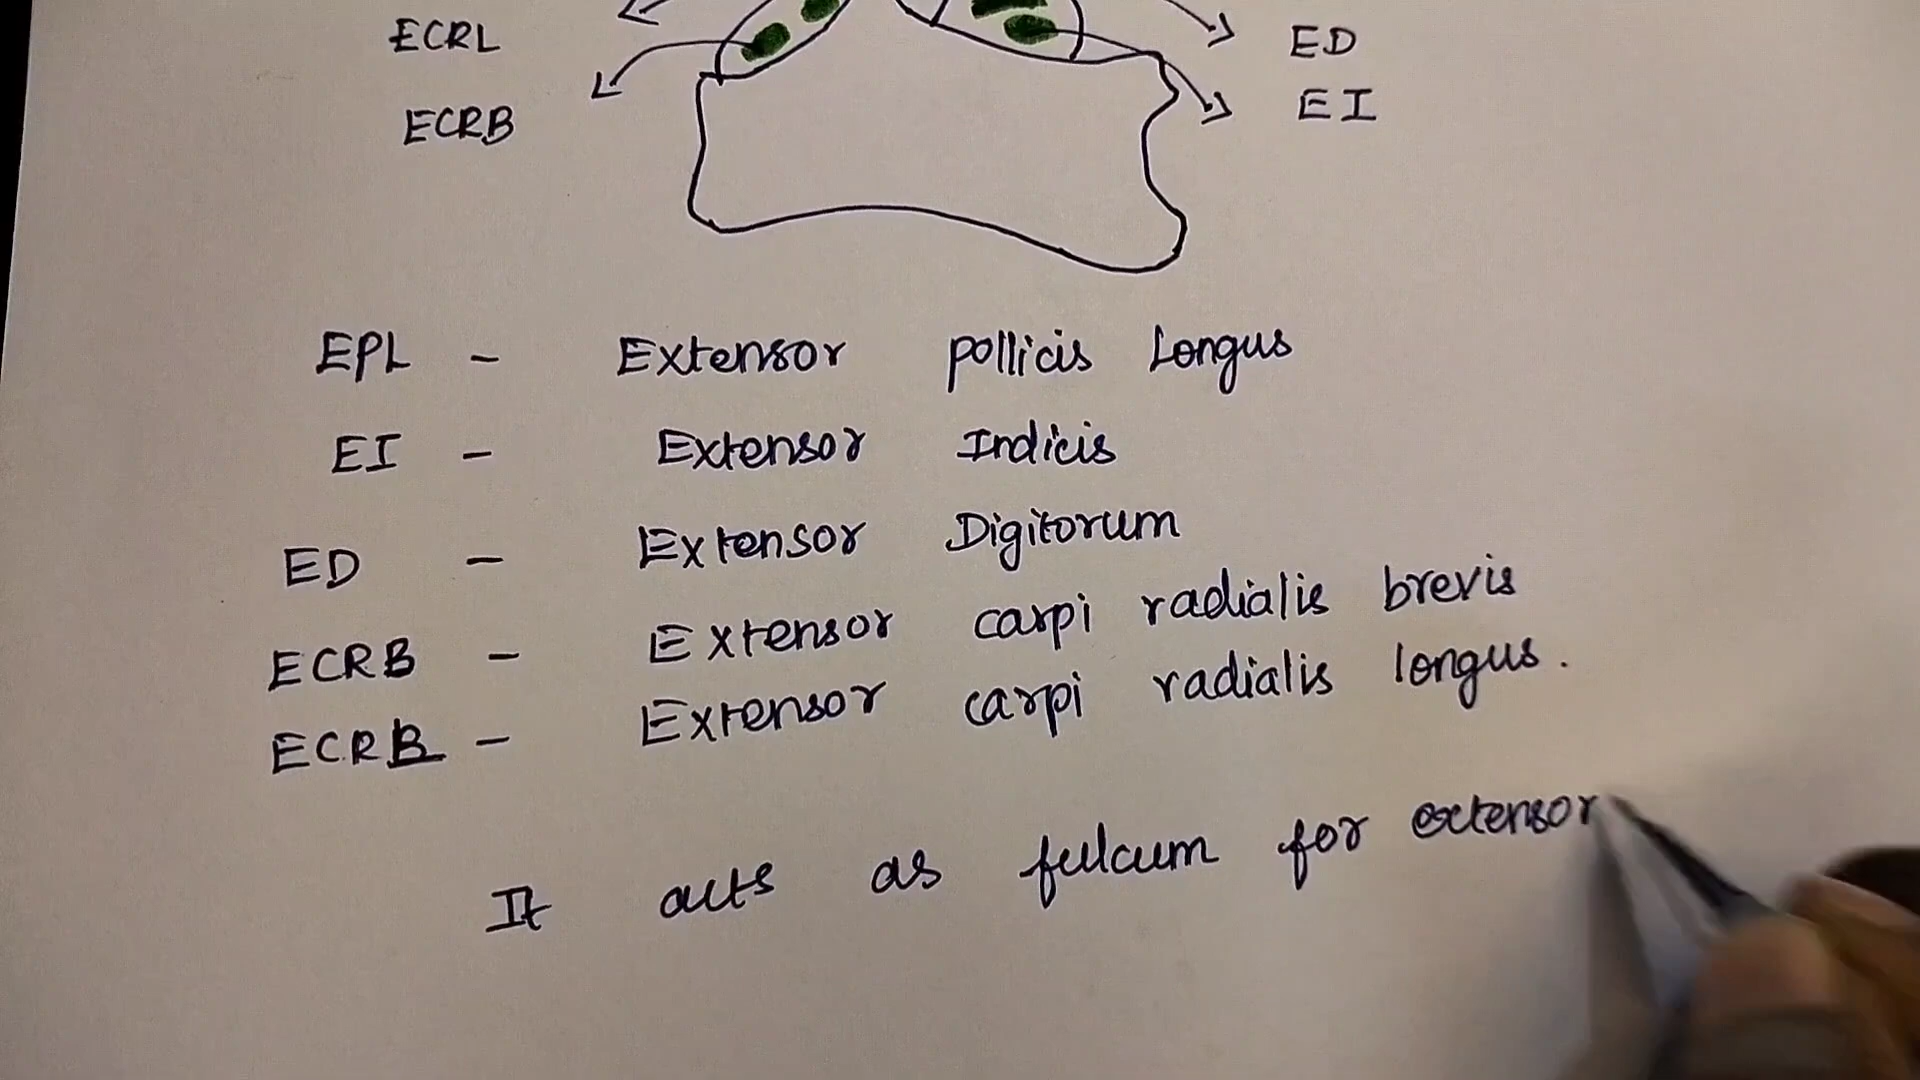 ECRL ED
ECRB EI
EPL - Extensor pollicis Longus
EI - Extensor Indicis
ED - Extensor Digitorum
ECRB - Extensor carpi radialis brevis
ECRB - Extensor carpi radialis longus.
It acts as fulcum for extensor